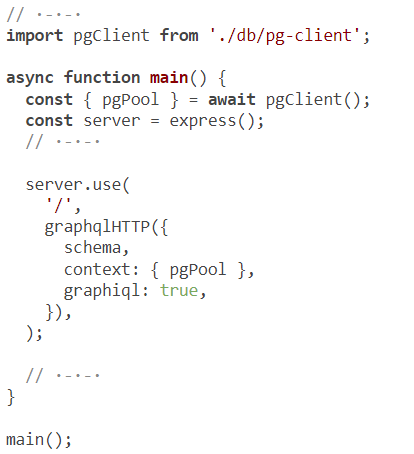 // ·-·-·
import pgClient from './db/pg-client';
async function main() {
const { pgPool } = await pgClient();
const server = express();
// ·-·-·
server.use(
'/',
graphqlHTTP({
schema,
context: { pgPool },
graphiql: true,
}),
);
// ·-·-·
}
main();